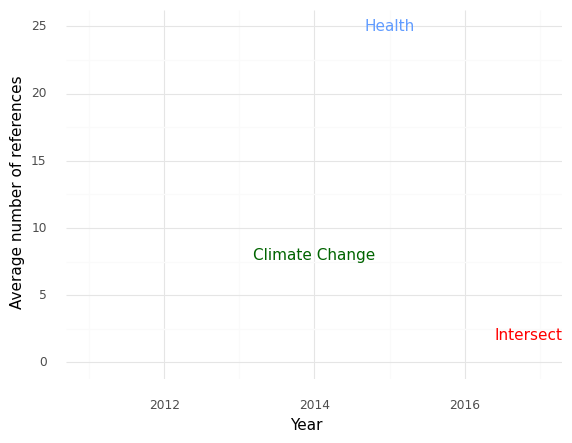 Health
Climate Change
Intersect
Average number of references
25
20
15
10
5
0
2012
2014
2016
Year